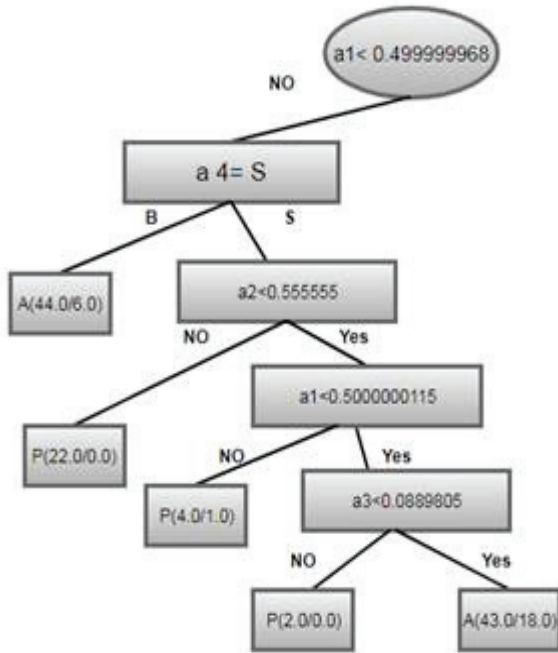 a1< 0.499999968
NO
a 4= S
B
S
A(44.0/6.0)
a2<0.555555
NO
Yes
a1<0.5000000115
P(22.0/0.0)
NO
Yes
P(4.0/1.0)
a3<0.0889805
NO
Yes
P(2.0/0.0)
A(43.0/18.0)